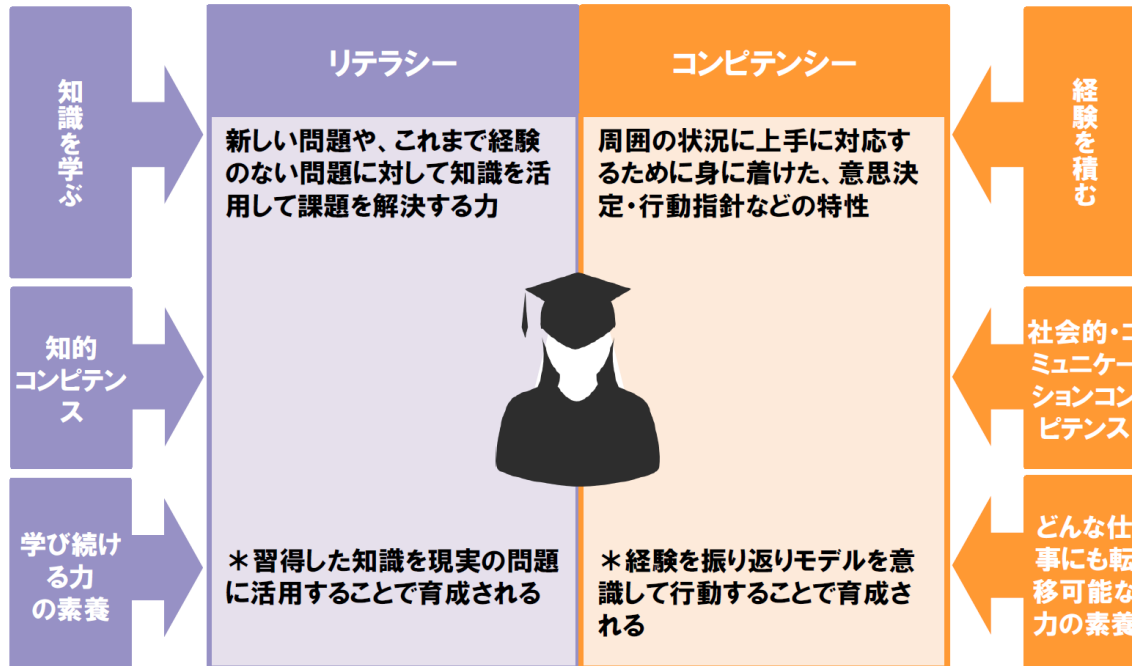 知識を学ぶ
知的
コンピテン
ス
学び続け
る力
の素養
リテラシー
新しい問題や、これまで経験
のない問題に対して知識を活
用して課題を解決する力
＊習得した知識を現実の問題
に活用することで育成される
コンピテンシー
周囲の状況に上手に対応す
るために身に着けた、意思決
定・行動指針などの特性
＊経験を振り返りモデルを意
識して行動することで育成さ
れる
経験を積む
社会的・コ
ミュニケー
ションコン
ピテンス
どんな仕
事にも転
移可能な
力の素養